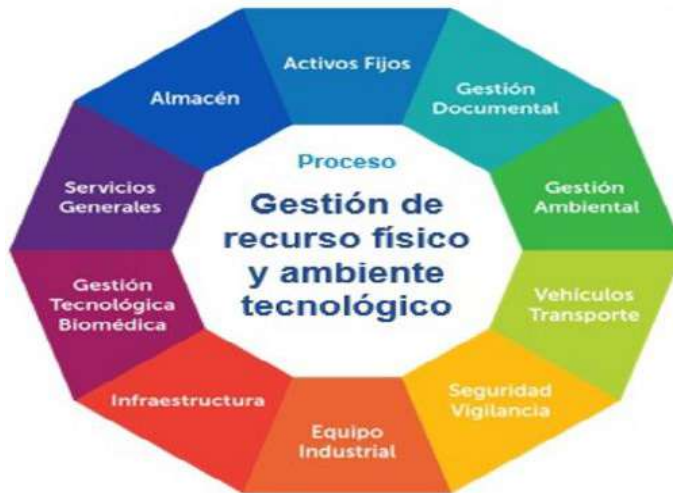 Activos Fijos
Gestión
Documental
Gestión
Ambiental
Vehículos
Transporte
Seguridad
Vigilancia
Equipo
Industrial
Infraestructura
Gestión
Tecnológica
Biomédica
Servicios
Generales
Almacén
Proceso
Gestión de
recurso físico
y ambiente
tecnológico